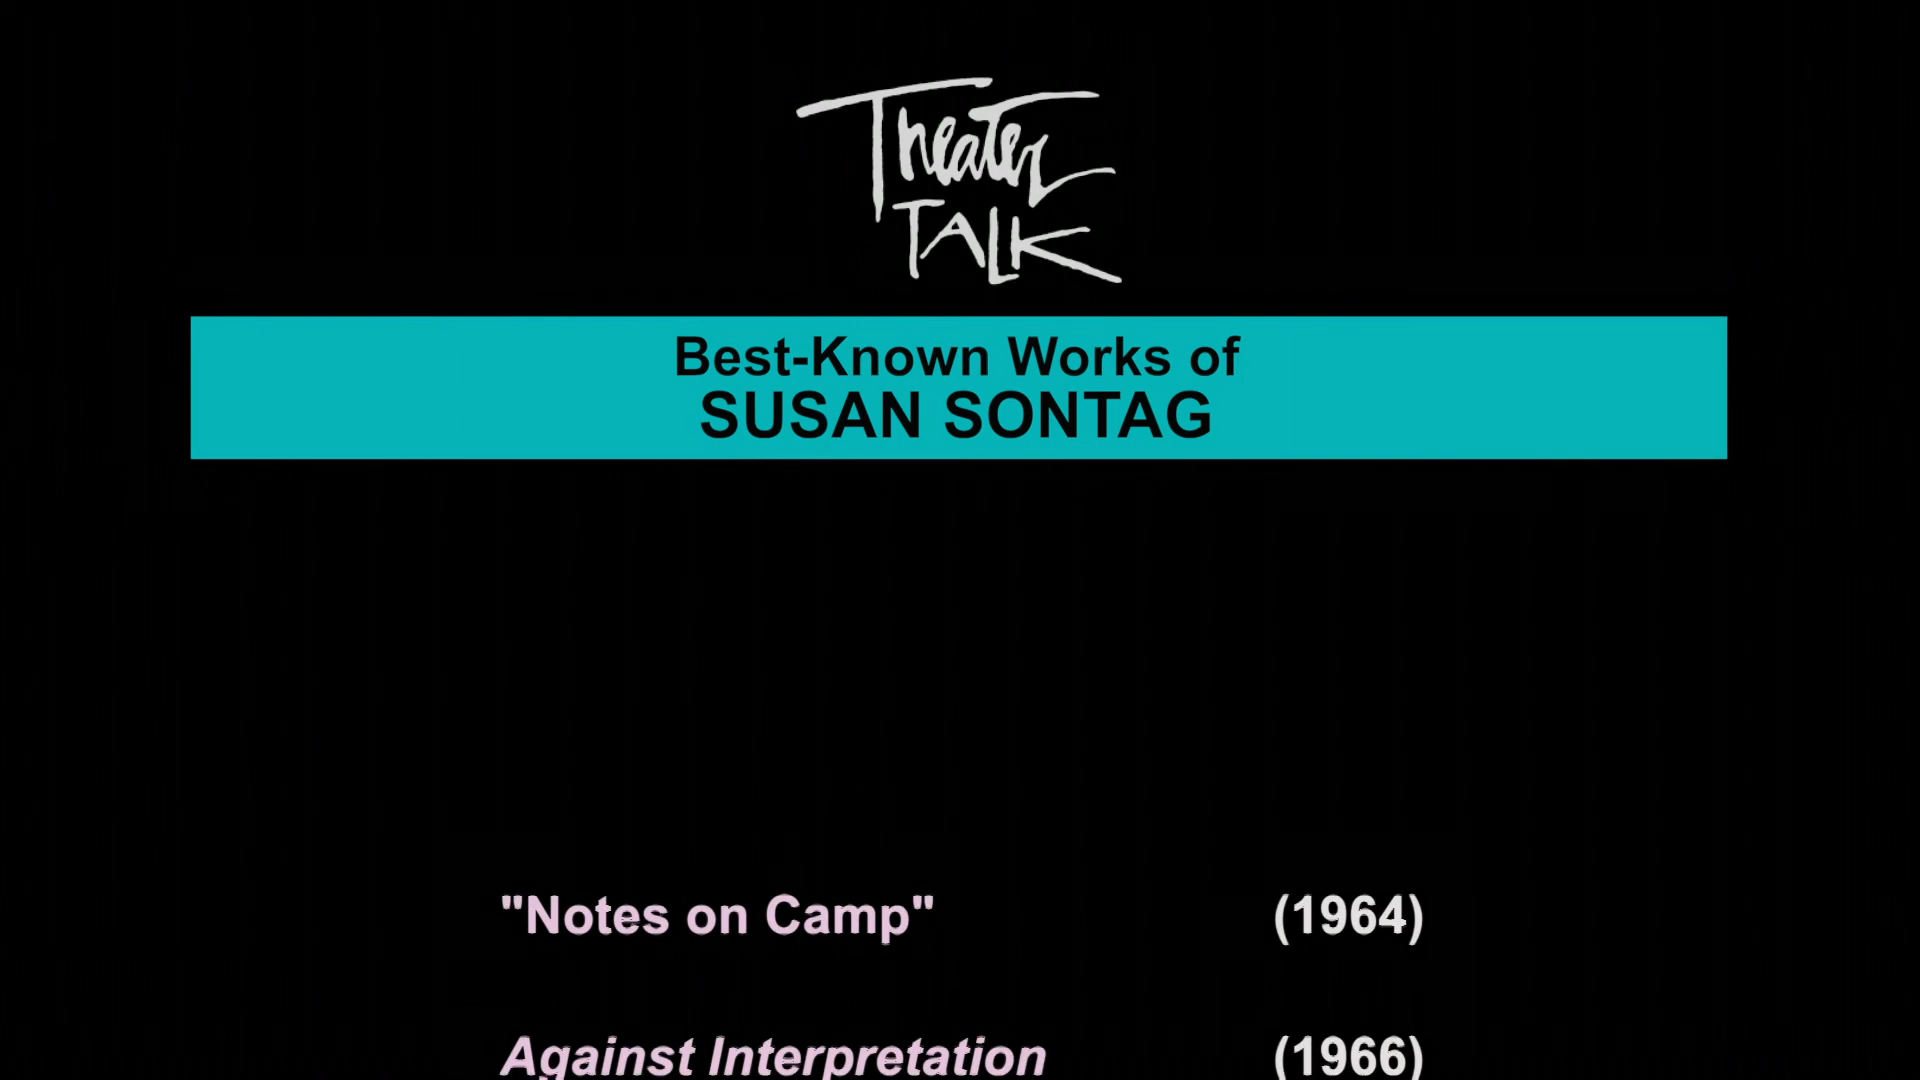 Theater
TALK
Best-Known Works of
SUSAN SONTAG
"Notes on Camp" (1964)
Against Interpretation (1966)